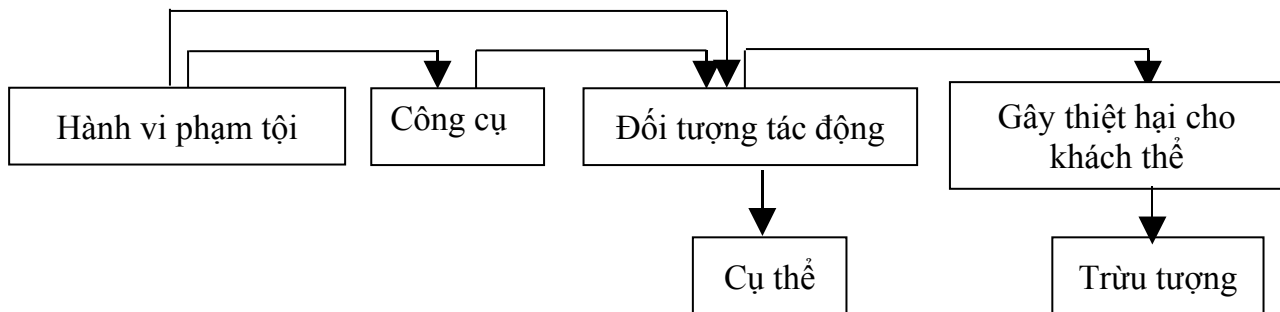 Hành vi phạm tội
Công cụ
Đối tượng tác động
Gây thiệt hại cho
khách thể
Cụ thể
Trừu tượng